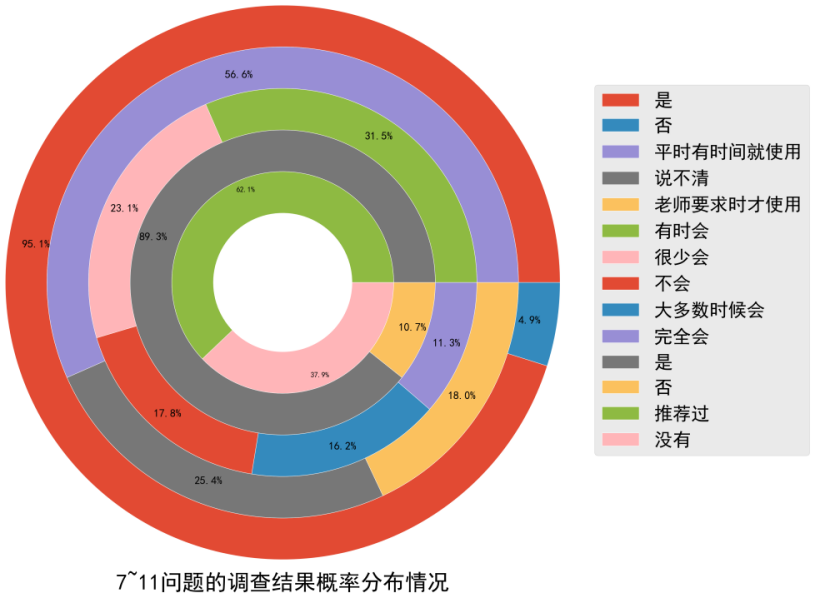 56.6%
31.5%
62.1%
23.1%
89.3%
95.1%
4.9%
10.7%
11.3%
37.9%
18.0%
17.8%
16.2%
25.4%
是
否
平时有时间就使用
说不清
老师要求时才使用
有时会
很少会
不会
大多数时候会
完全会
是
否
推荐过
没有
7~11问题的调查结果概率分布情况